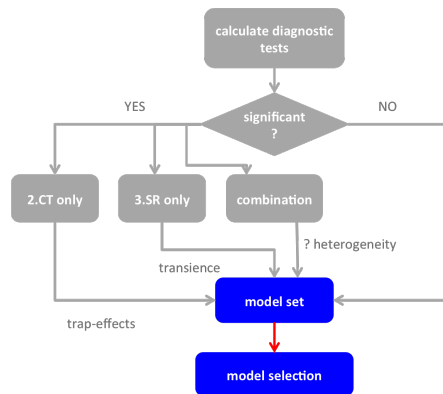 calculate diagnostic
tests
YES
NO
significant
?
2.CT only
3.SR only
combination
? heterogeneity
transience
model set
trap-effects
model selection